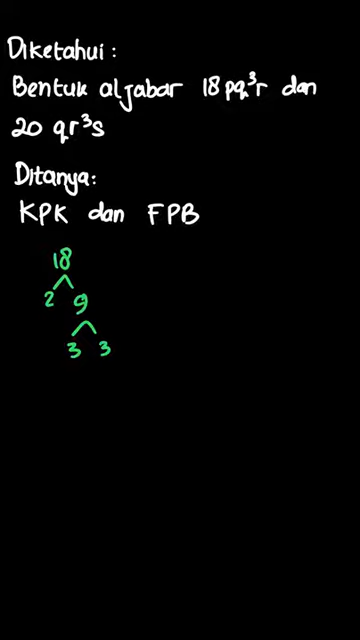 Diketahui :
Bentuk aljabar 18pq³r dan
20 qr³s
Ditanya:
KPK dan FPB
18
2 9
3 3